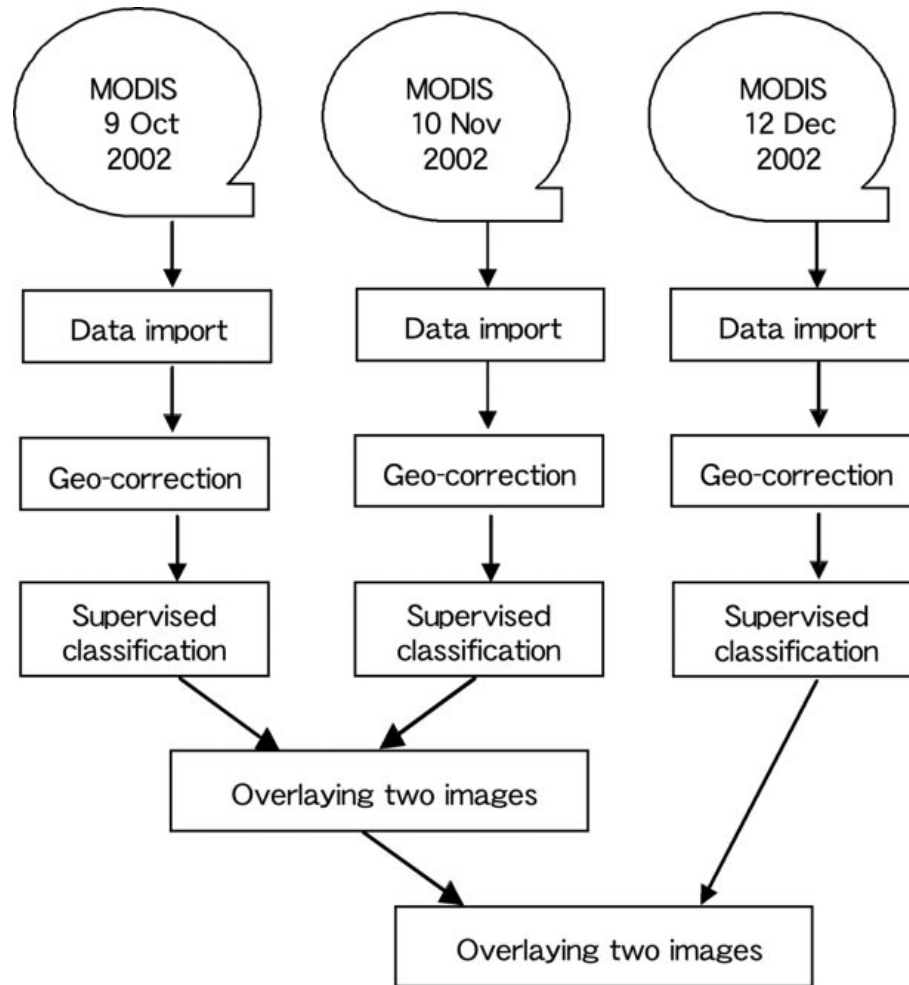 MODIS
9 Oct
2002
MODIS
10 Nov
2002
MODIS
12 Dec
2002
Data import
Data import
Data import
Geo-correction
Geo-correction
Geo-correction
Supervised
classification
Supervised
classification
Supervised
classification
Overlaying two images
Overlaying two images